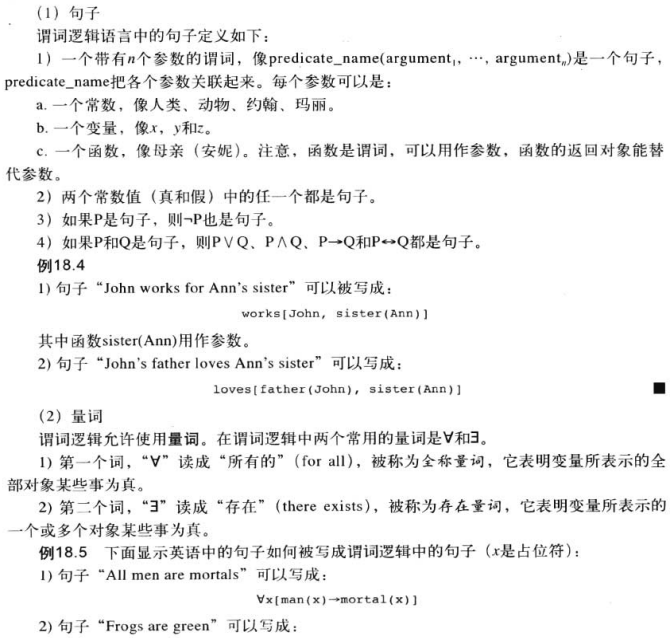 （1）句子
谓词逻辑语言中的句子定义如下：
1）一个带有n个参数的谓词，像predicate_name(argument₁, …, argumentₙ)是一个句子，
predicate_name把各个参数关联起来。每个参数可以是：
a. 一个常数，像人类、动物、约翰、玛丽。
b. 一个变量，像x，y和z。
c. 一个函数，像母亲（安妮）。注意，函数是谓词，可以用作参数，函数的返回对象能替
代参数。
2）两个常数值（真和假）中的任一个都是句子。
3）如果P是句子，则¬P也是句子。
4）如果P和Q是句子，则P∨Q、P∧Q、P→Q和P↔Q都是句子。
例18.4
1) 句子“John works for Ann's sister”可以被写成：
works[John, sister(Ann)]
其中函数sister(Ann)用作参数。
2) 句子“John's father loves Ann's sister”可以写成：
loves[father(John), sister(Ann)] ■
（2）量词
谓词逻辑允许使用量词。在谓词逻辑中两个常用的量词是∀和∃。
1) 第一个词，“∀”读成“所有的”（for all），被称为全称量词，它表明变量所表示的全
部对象某些事为真。
2) 第二个词，“∃”读成“存在”（there exists），被称为存在量词，它表明变量所表示的
一个或多个对象某些事为真。
例18.5 下面显示英语中的句子如何被写成谓词逻辑中的句子（x是占位符）：
1) 句子“All men are mortals”可以写成：
∀x[man(x)→mortal(x)]
2) 句子“Frogs are green”可以写成：